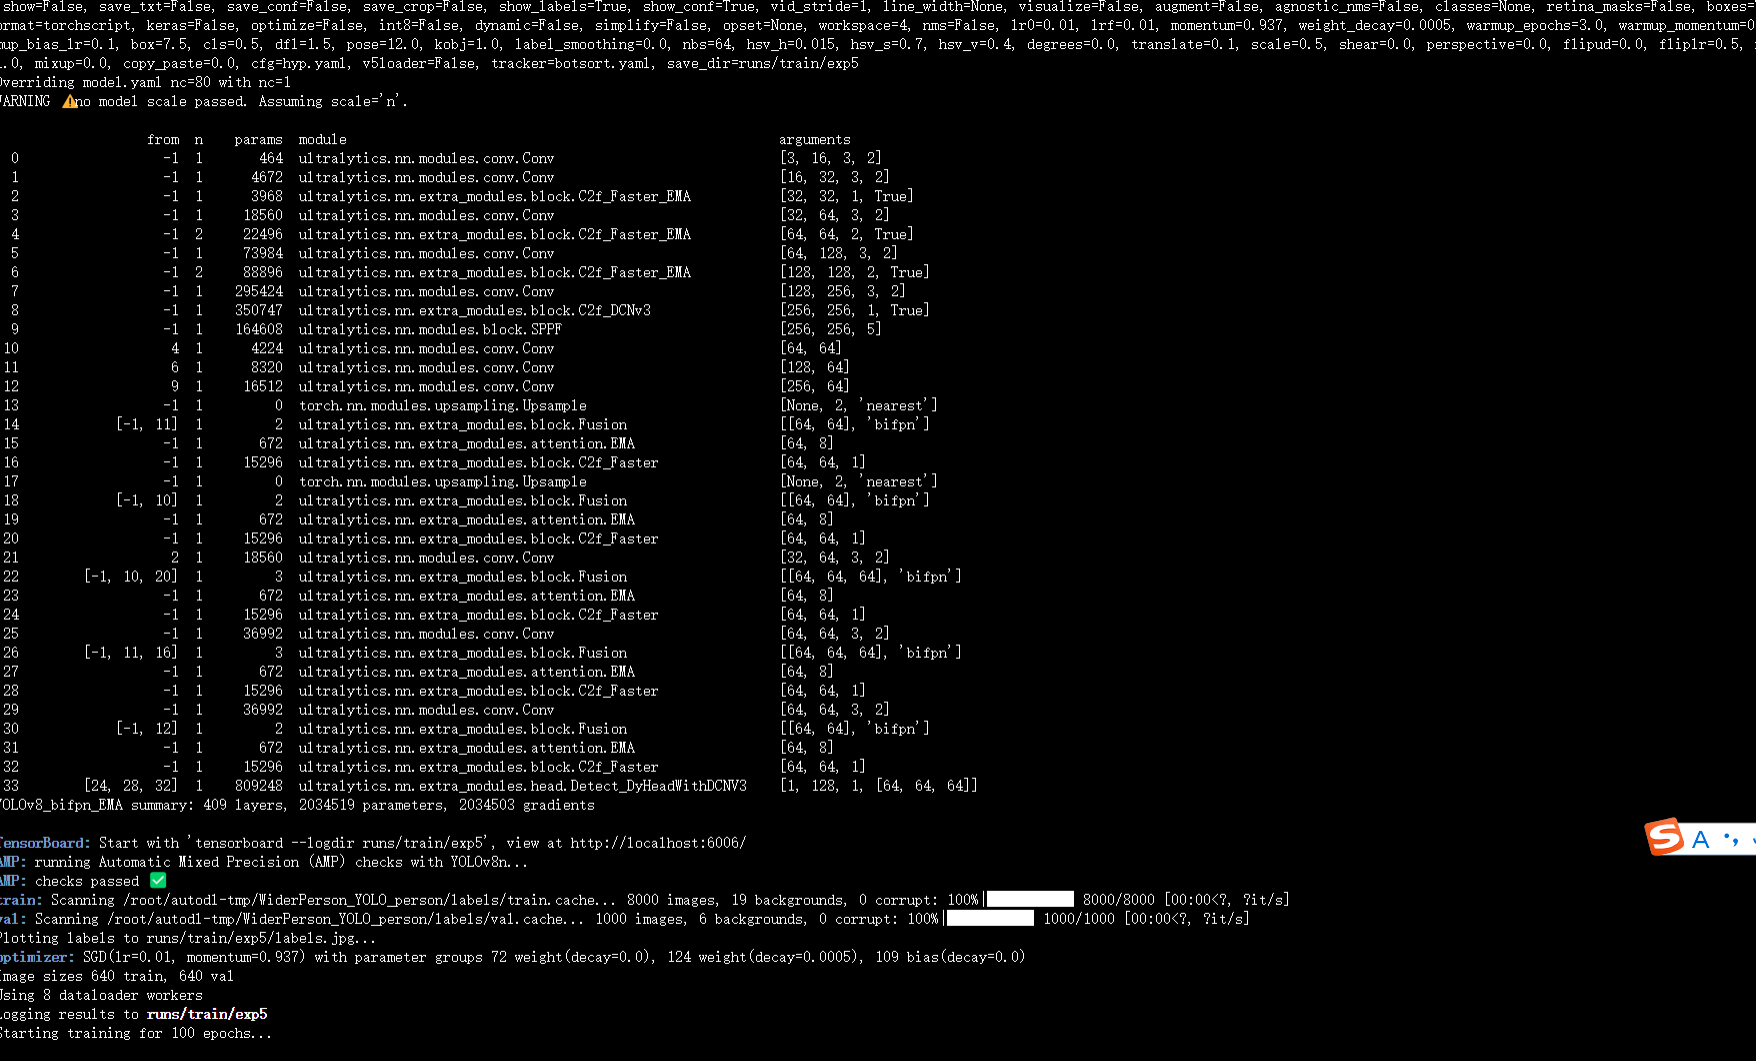 show=False, save_txt=False, save_conf=False, save_crop=False, show_labels=True, show_conf=True, vid_stride=1, line_width=None, visualize=False, augment=False, agnostic_nms=False, classes=None, retina_masks=False, boxes=
ormat=torchscript, keras=False, optimize=False, int8=False, dynamic=False, simplify=False, opset=None, workspace=4, nms=False, lr0=0.01, lrf=0.01, momentum=0.937, weight_decay=0.0005, warmup_epochs=3.0, warmup_momentum=0
mup_bias_lr=0.1, box=7.5, cls=0.5, dfl=1.5, pose=12.0, kobj=1.0, label_smoothing=0.0, nbs=64, hsv_h=0.015, hsv_s=0.7, hsv_v=0.4, degrees=0.0, translate=0.1, scale=0.5, shear=0.0, perspective=0.0, flipud=0.0, fliplr=0.5,
1.0, mixup=0.0, copy_paste=0.0, cfg=hyp.yaml, v5loader=False, tracker=botsort.yaml, save_dir=runs/train/exp5
Overriding model.yaml nc=80 with nc=1
WARNING ⚠️no model scale passed. Assuming scale='n'.
from n params module arguments
0 -1 1 464 ultralytics.nn.modules.conv.Conv [3, 16, 3, 2]
1 -1 1 4672 ultralytics.nn.modules.conv.Conv [16, 32, 3, 2]
2 -1 1 3968 ultralytics.nn.extra_modules.block.C2f_Faster_EMA [32, 32, 1, True]
3 -1 1 18560 ultralytics.nn.modules.conv.Conv [32, 64, 3, 2]
4 -1 2 22496 ultralytics.nn.extra_modules.block.C2f_Faster_EMA [64, 64, 2, True]
5 -1 1 73984 ultralytics.nn.modules.conv.Conv [64, 128, 3, 2]
6 -1 2 88896 ultralytics.nn.extra_modules.block.C2f_Faster_EMA [128, 128, 2, True]
7 -1 1 295424 ultralytics.nn.modules.conv.Conv [128, 256, 3, 2]
8 -1 1 350747 ultralytics.nn.extra_modules.block.C2f_DCNv3 [256, 256, 1, True]
9 -1 1 164608 ultralytics.nn.modules.block.SPPF [256, 256, 5]
10 4 1 4224 ultralytics.nn.modules.conv.Conv [64, 64]
11 6 1 8320 ultralytics.nn.modules.conv.Conv [128, 64]
12 9 1 16512 ultralytics.nn.modules.conv.Conv [256, 64]
13 -1 1 0 torch.nn.modules.upsampling.Upsample [None, 2, 'nearest']
14 [-1, 11] 1 2 ultralytics.nn.extra_modules.block.Fusion [[64, 64], 'bifpn']
15 -1 1 672 ultralytics.nn.extra_modules.attention.EMA [64, 8]
16 -1 1 15296 ultralytics.nn.extra_modules.block.C2f_Faster [64, 64, 1]
17 -1 1 0 torch.nn.modules.upsampling.Upsample [None, 2, 'nearest']
18 [-1, 10] 1 2 ultralytics.nn.extra_modules.block.Fusion [[64, 64], 'bifpn']
19 -1 1 672 ultralytics.nn.extra_modules.attention.EMA [64, 8]
20 -1 1 15296 ultralytics.nn.extra_modules.block.C2f_Faster [64, 64, 1]
21 2 1 18560 ultralytics.nn.modules.conv.Conv [32, 64, 3, 2]
22 [-1, 10, 20] 1 3 ultralytics.nn.extra_modules.block.Fusion [[64, 64, 64], 'bifpn']
23 -1 1 672 ultralytics.nn.extra_modules.attention.EMA [64, 8]
24 -1 1 15296 ultralytics.nn.extra_modules.block.C2f_Faster [64, 64, 1]
25 -1 1 36992 ultralytics.nn.modules.conv.Conv [64, 64, 3, 2]
26 [-1, 11, 16] 1 3 ultralytics.nn.extra_modules.block.Fusion [[64, 64, 64], 'bifpn']
27 -1 1 672 ultralytics.nn.extra_modules.attention.EMA [64, 8]
28 -1 1 15296 ultralytics.nn.extra_modules.block.C2f_Faster [64, 64, 1]
29 -1 1 36992 ultralytics.nn.modules.conv.Conv [64, 64, 3, 2]
30 [-1, 12] 1 2 ultralytics.nn.extra_modules.block.Fusion [[64, 64], 'bifpn']
31 -1 1 672 ultralytics.nn.extra_modules.attention.EMA [64, 8]
32 -1 1 15296 ultralytics.nn.extra_modules.block.C2f_Faster [64, 64, 1]
33 [24, 28, 32] 1 809248 ultralytics.nn.extra_modules.head.Detect_DyHeadWithDCNV3 [1, 128, 1, [64, 64, 64]]
YOLOv8_bifpn_EMA summary: 409 layers, 2034519 parameters, 2034503 gradients
TensorBoard: Start with 'tensorboard --logdir runs/train/exp5', view at http://localhost:6006/
AMP: running Automatic Mixed Precision (AMP) checks with YOLOv8n...
AMP: checks passed ✅
train: Scanning /root/autodl-tmp/WiderPerson_YOLO_person/labels/train.cache... 8000 images, 19 backgrounds, 0 corrupt: 100%| 8000/8000 [00:00<?, ?it/s]
val: Scanning /root/autodl-tmp/WiderPerson_YOLO_person/labels/val.cache... 1000 images, 6 backgrounds, 0 corrupt: 100%| 1000/1000 [00:00<?, ?it/s]
Plotting labels to runs/train/exp5/labels.jpg...
optimizer: SGD(lr=0.01, momentum=0.937) with parameter groups 72 weight(decay=0.0), 124 weight(decay=0.0005), 109 bias(decay=0.0)
Image sizes 640 train, 640 val
Using 8 dataloader workers
Logging results to runs/train/exp5
Starting training for 100 epochs...
S A